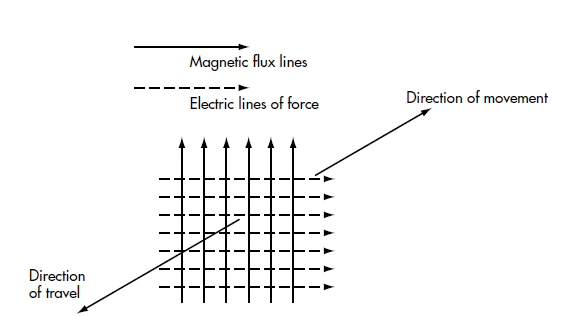 Magnetic flux lines
Electric lines of force
Direction of movement
Direction
of travel